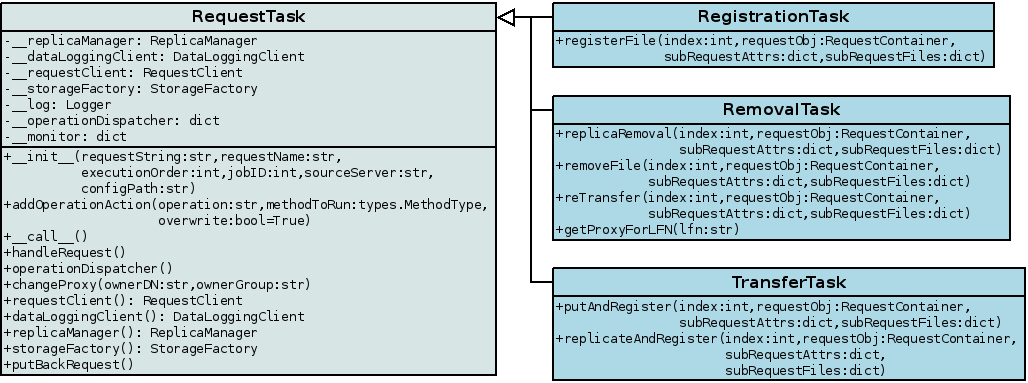 RequestTask
-__replicaManager: ReplicaManager
-__dataLoggingClient: DataLoggingClient
-__requestClient: RequestClient
-__storageFactory: StorageFactory
-__log: Logger
-__operationDispatcher: dict
-__monitor: dict
+__init__(requestString:str,requestName:str,
executionOrder:int,jobID:int,sourceServer:str,
configPath:str)
+addOperationAction(operation:str,methodToRun:types.MethodType,
overwrite:bool=True)
+__call__()
+handleRequest()
+operationDispatcher()
+changeProxy(ownerDN:str,ownerGroup:str)
+requestClient(): RequestClient
+dataLoggingClient(): DataLoggingClient
+replicaManager(): ReplicaManager
+storageFactory(): StorageFactory
+putBackRequest()
RegistrationTask
+registerFile(index:int,requestObj:RequestContainer,
subRequestAttrs:dict,subRequestFiles:dict)
RemovalTask
+replicaRemoval(index:int,requestObj:RequestContainer,
subRequestAttrs:dict,subRequestFiles:dict)
+removeFile(index:int,requestObj:RequestContainer,
subRequestAttrs:dict,subRequestFiles:dict)
+reTransfer(index:int,requestObj:RequestContainer,
subRequestAttrs:dict,subRequestFiles:dict)
+getProxyForLFN(lfn:str)
TransferTask
+putAndRegister(index:int,requestObj:RequestContainer,
subRequestAttrs:dict,subRequestFiles:dict)
+replicateAndRegister(index:int,requestObj:RequestContainer,
subRequestAttrs:dict,
subRequestFiles:dict)